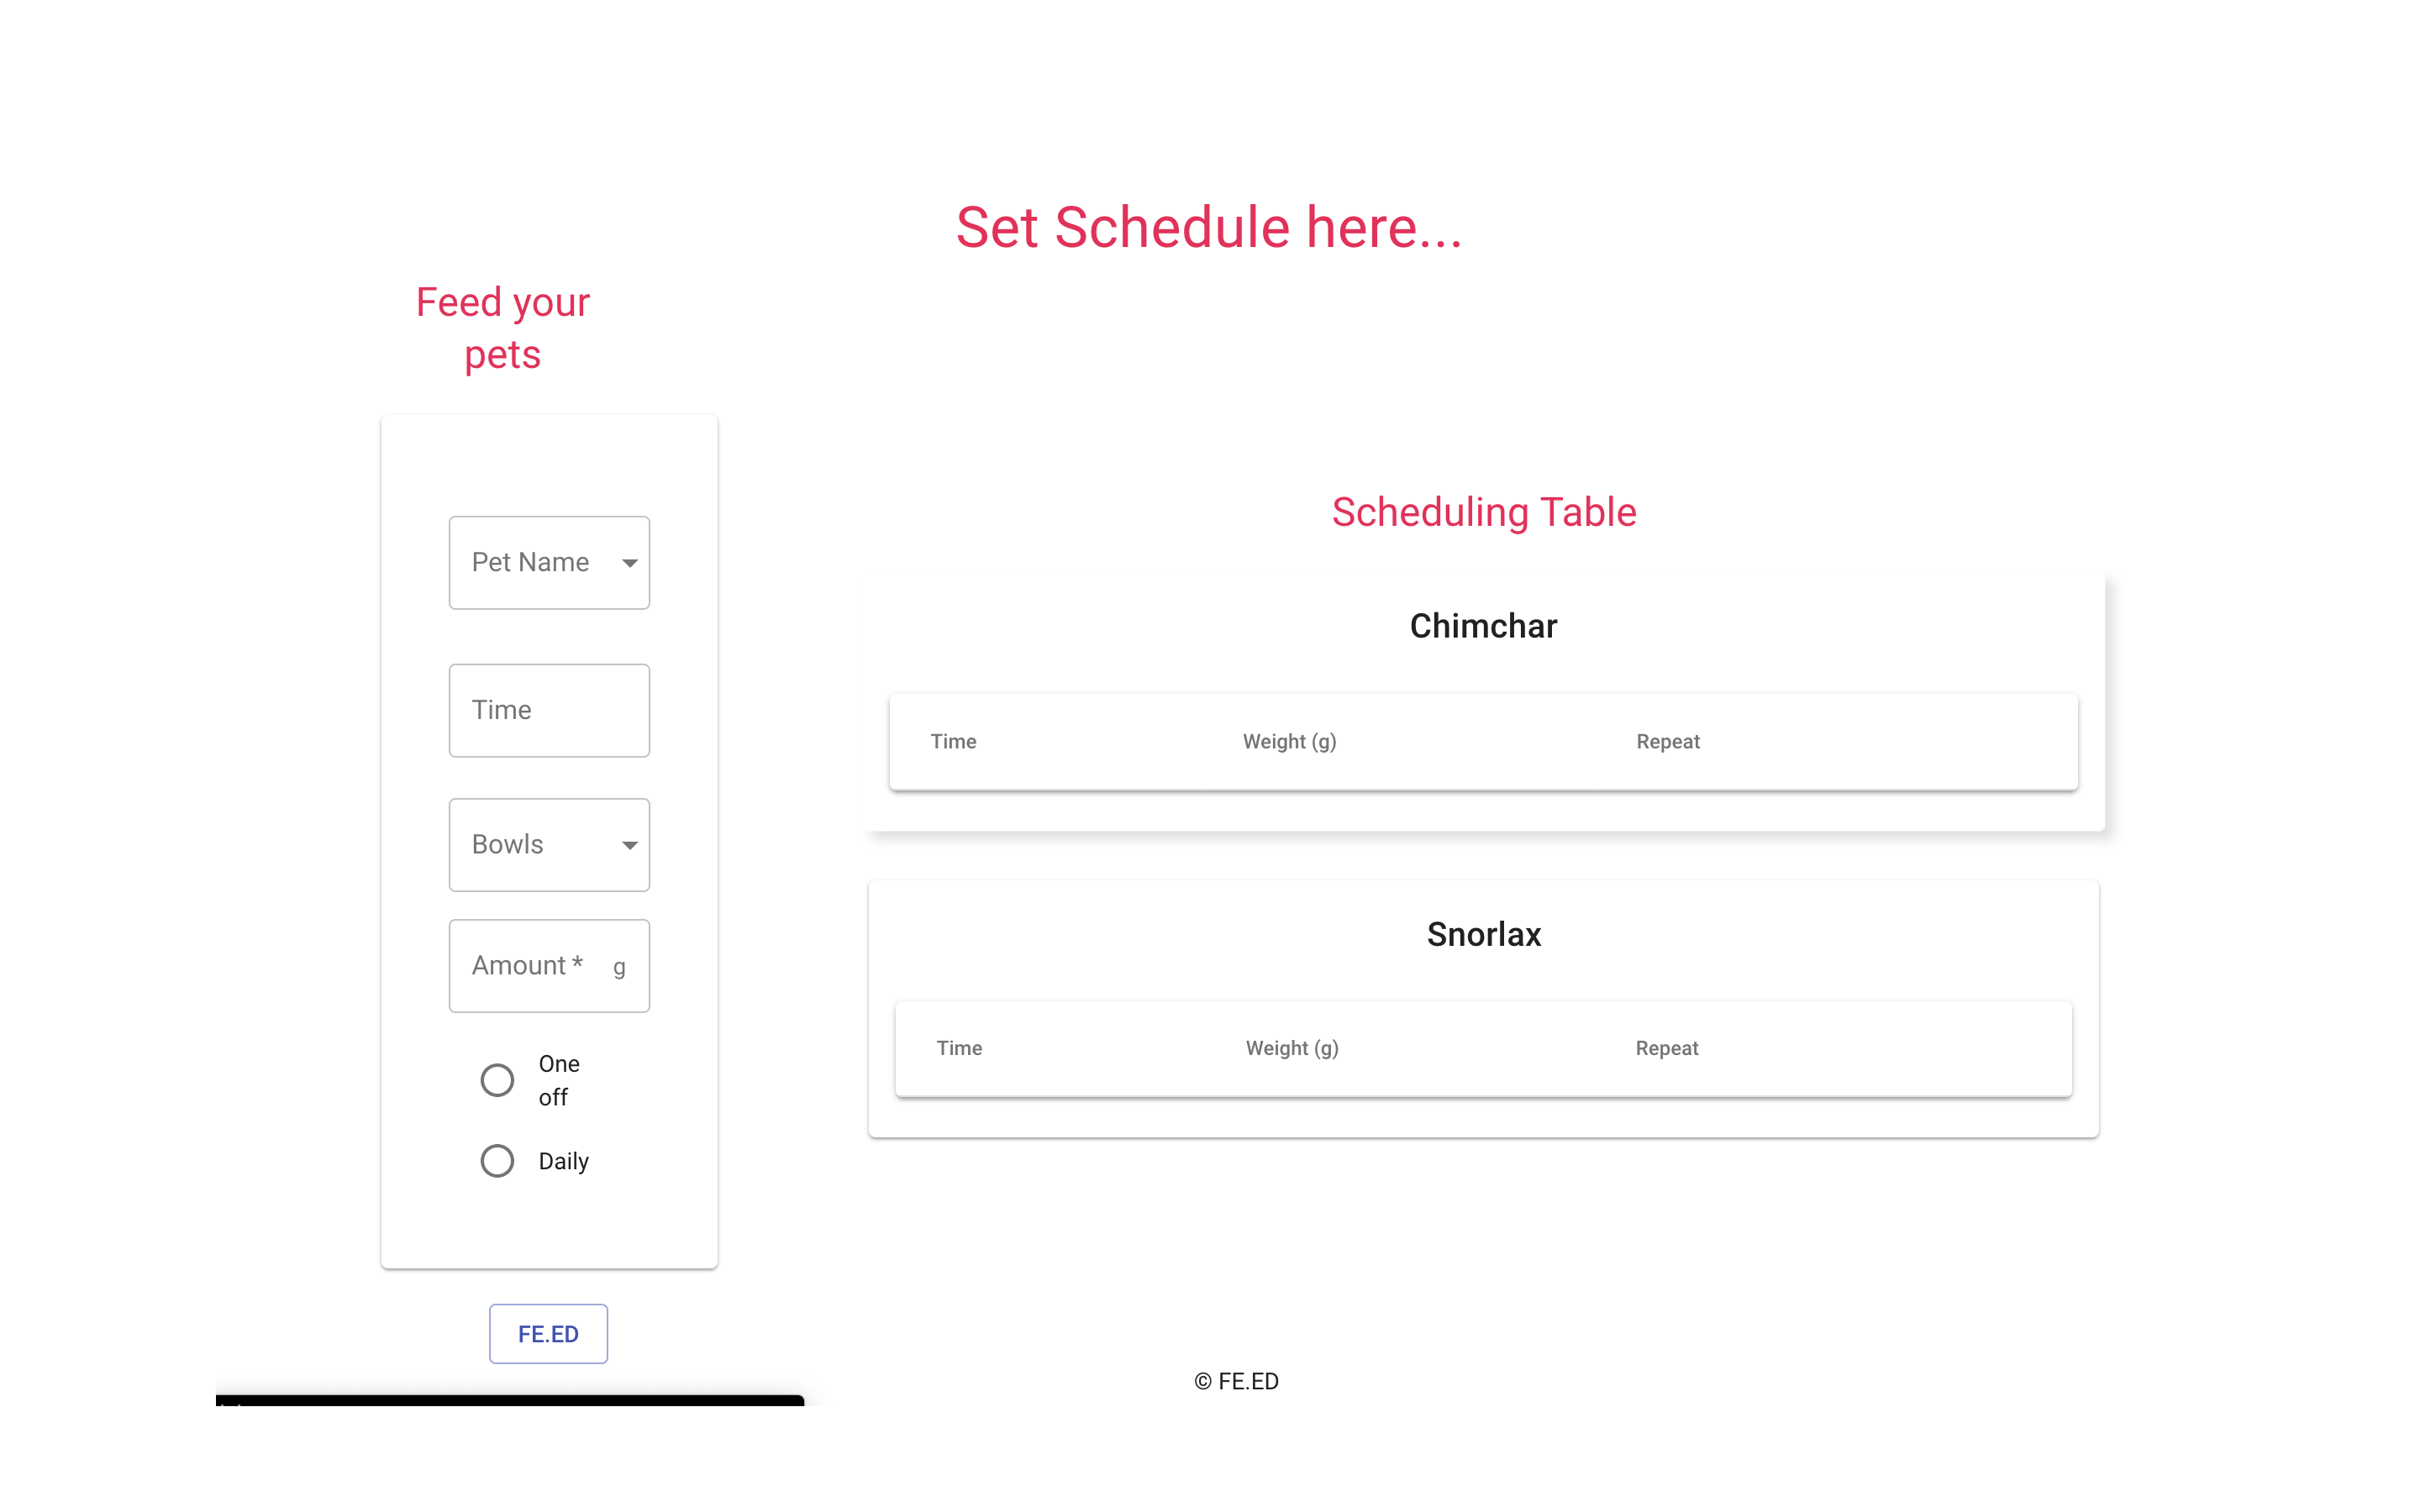 Set Schedule here...
Feed your
pets
Pet Name
Time
Bowls
Amount * g
One
off
Daily
FE.ED
Scheduling Table
Chimchar
Time Weight (g) Repeat
Snorlax
Time Weight (g) Repeat
© FE.ED